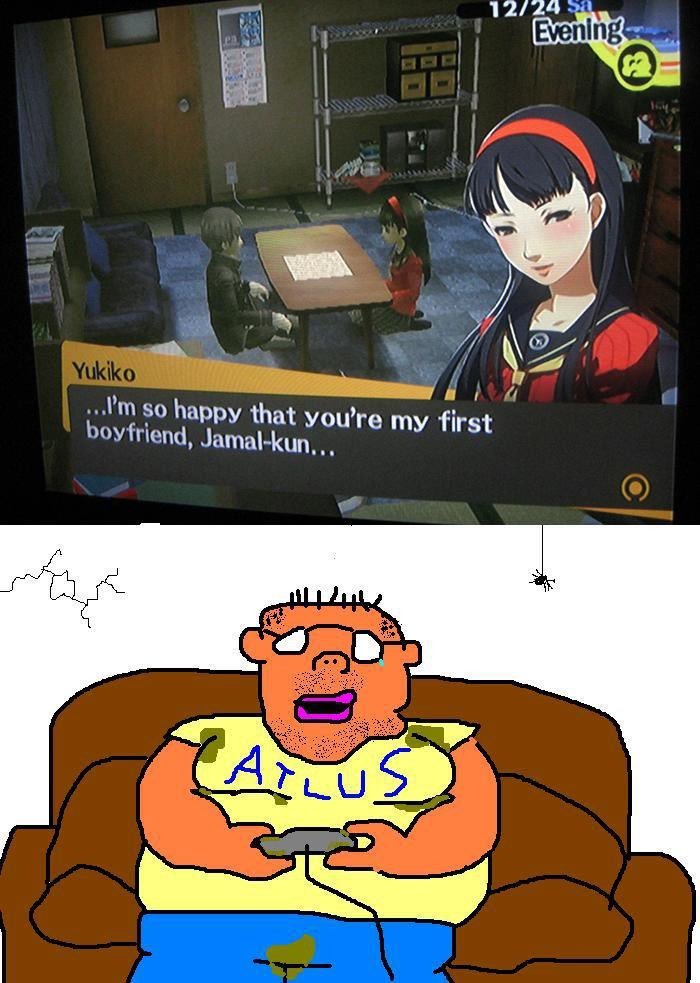 12/24 Sa
Evening
Yukiko
...I'm so happy that you're my first
boyfriend, Jamal-kun...
ATLUS